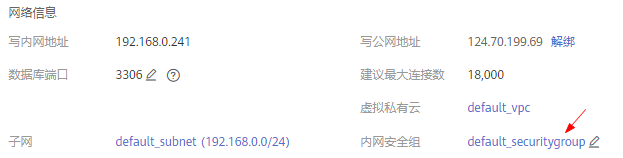 网络信息
写内网地址 192.168.0.241 写公网地址 124.70.199.69 解绑
数据库端口 3306 建议最大连接数 18,000
虚拟私有云 default_vpc
子网 default_subnet (192.168.0.0/24) 内网安全组 default_securitygroup